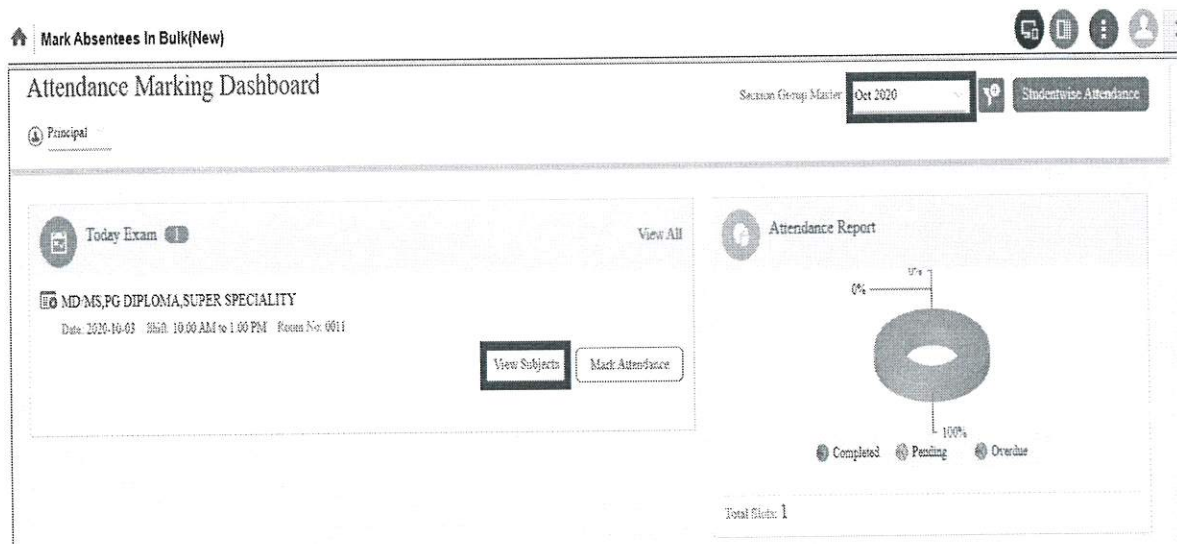 Mark Absentees In Bulk(New)
Attendance Marking Dashboard
Session Group Master Oct 2020 Studentwise Attendance
Principal
Today Exam 1 View All
MD/MS,PG DIPLOMA,SUPER SPECIALITY
Date: 2020-10-03 Shift: 10:00 AM to 1:00 PM Room No: 0011
View Subjects Mark Attendance
Attendance Report
0%
0%
100%
Completed Pending Overdue
Total Slots: 1